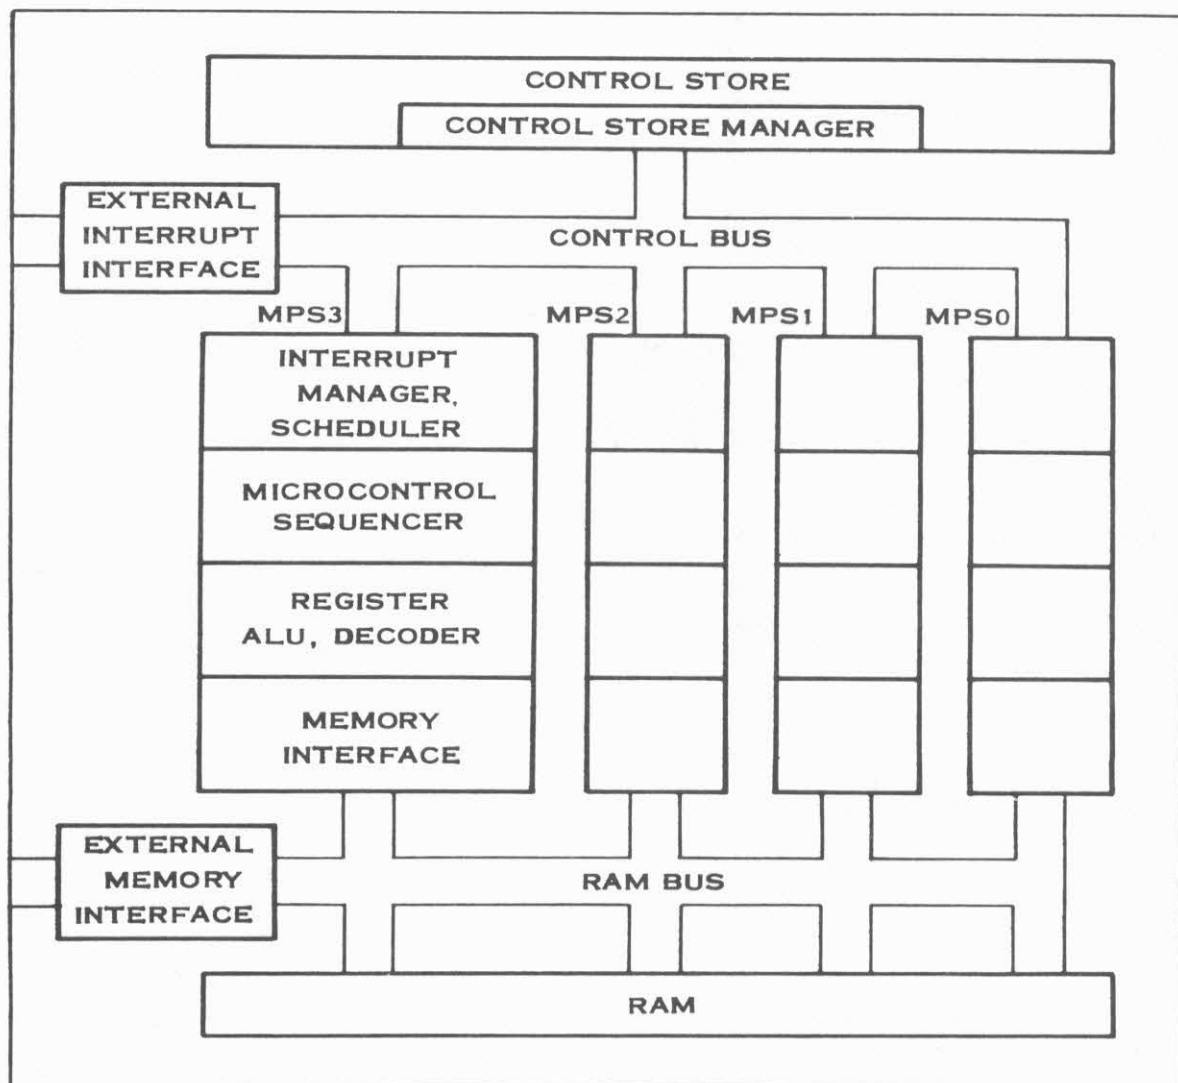 CONTROL STORE
CONTROL STORE MANAGER
EXTERNAL
INTERRUPT
INTERFACE
CONTROL BUS
MPS3
MPS2
MPS1
MPS0
INTERRUPT
MANAGER,
SCHEDULER
MICROCONTROL
SEQUENCER
REGISTER
ALU, DECODER
MEMORY
INTERFACE
EXTERNAL
MEMORY
INTERFACE
RAM BUS
RAM